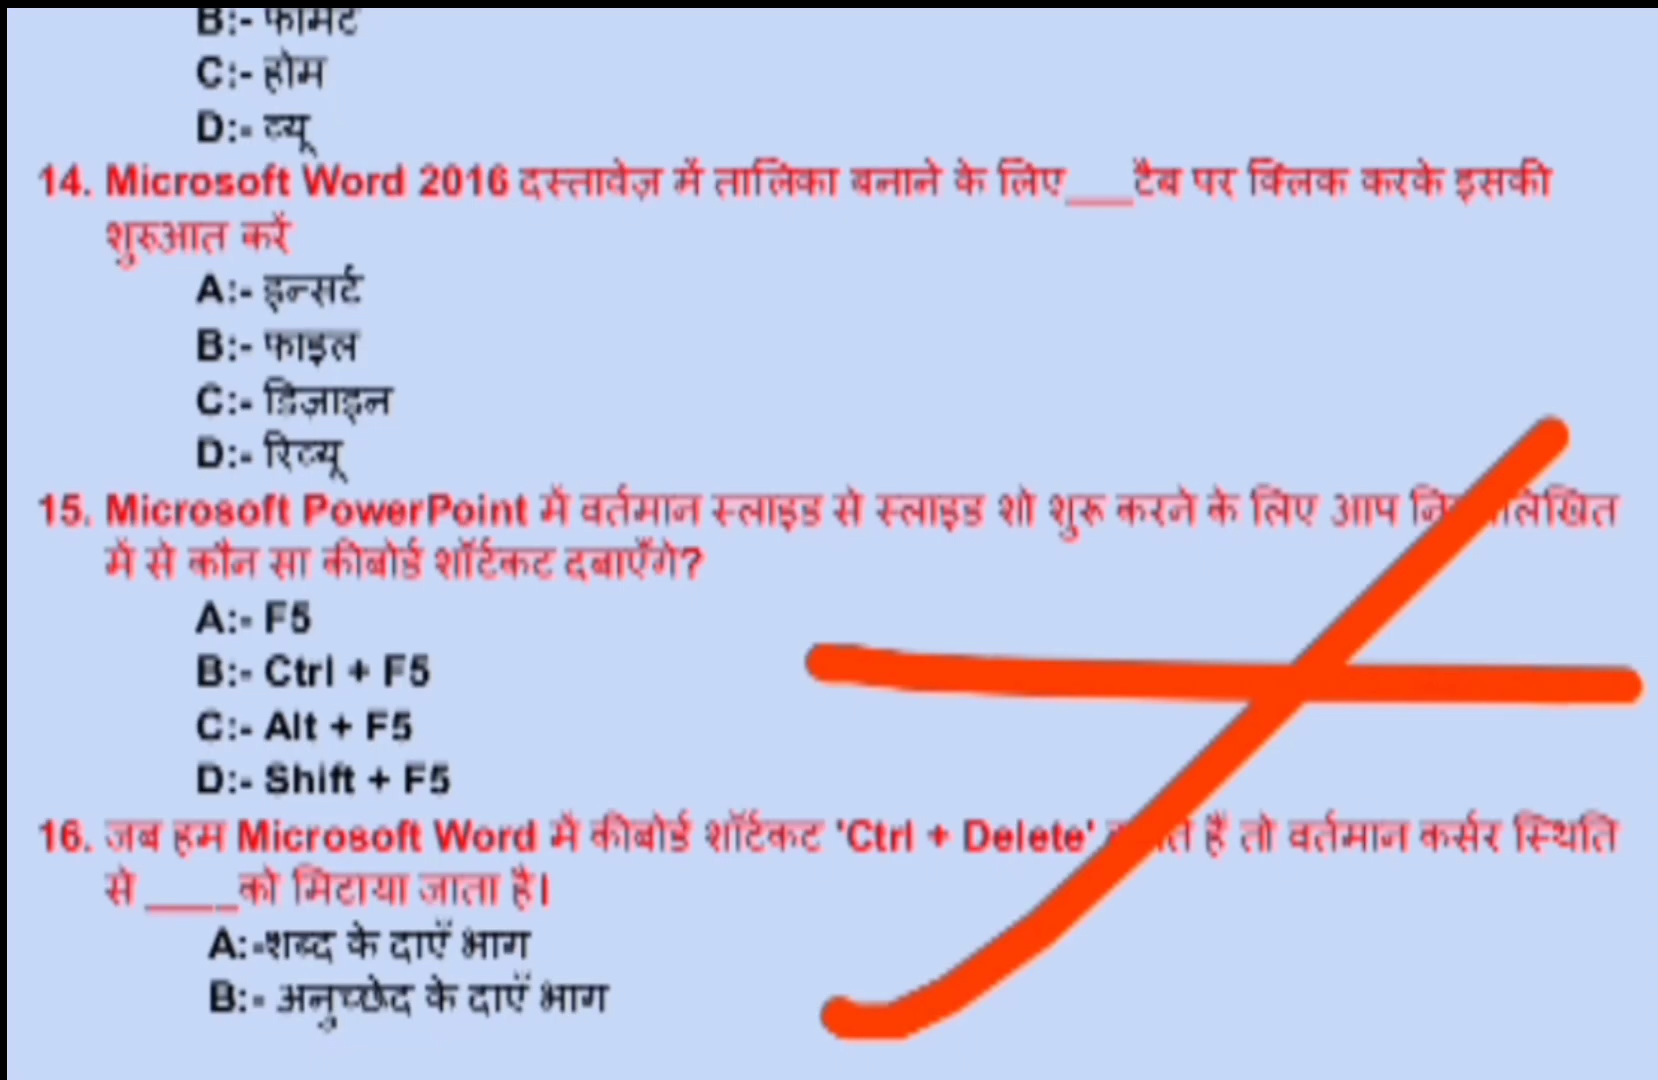 B:- फॉर्मेट
C:- होम
D:- व्यू
14. Microsoft Word 2016 दस्तावेज़ में तालिका बनाने के लिए___टैब पर क्लिक करके इसकी
शुरुआत करें
A:- इन्सर्ट
B:- फाइल
C:- डिज़ाइन
D:- रिव्यू
15. Microsoft PowerPoint में वर्तमान स्लाइड से स्लाइड शो शुरू करने के लिए आप
में से कौन सा कीबोर्ड शॉर्टकट दबाएँगे?
A:- F5
B:- Ctrl + F5
C:- Alt + F5
D:- Shift + F5
16. जब हम Microsoft Word में कीबोर्ड शॉर्टकट 'Ctrl + Delete' हैं तो वर्तमान कर्सर स्थिति
से ____को मिटाया जाता है।
A:-शब्द के दाएँ भाग
B:- अनुच्छेद के दाएँ भाग